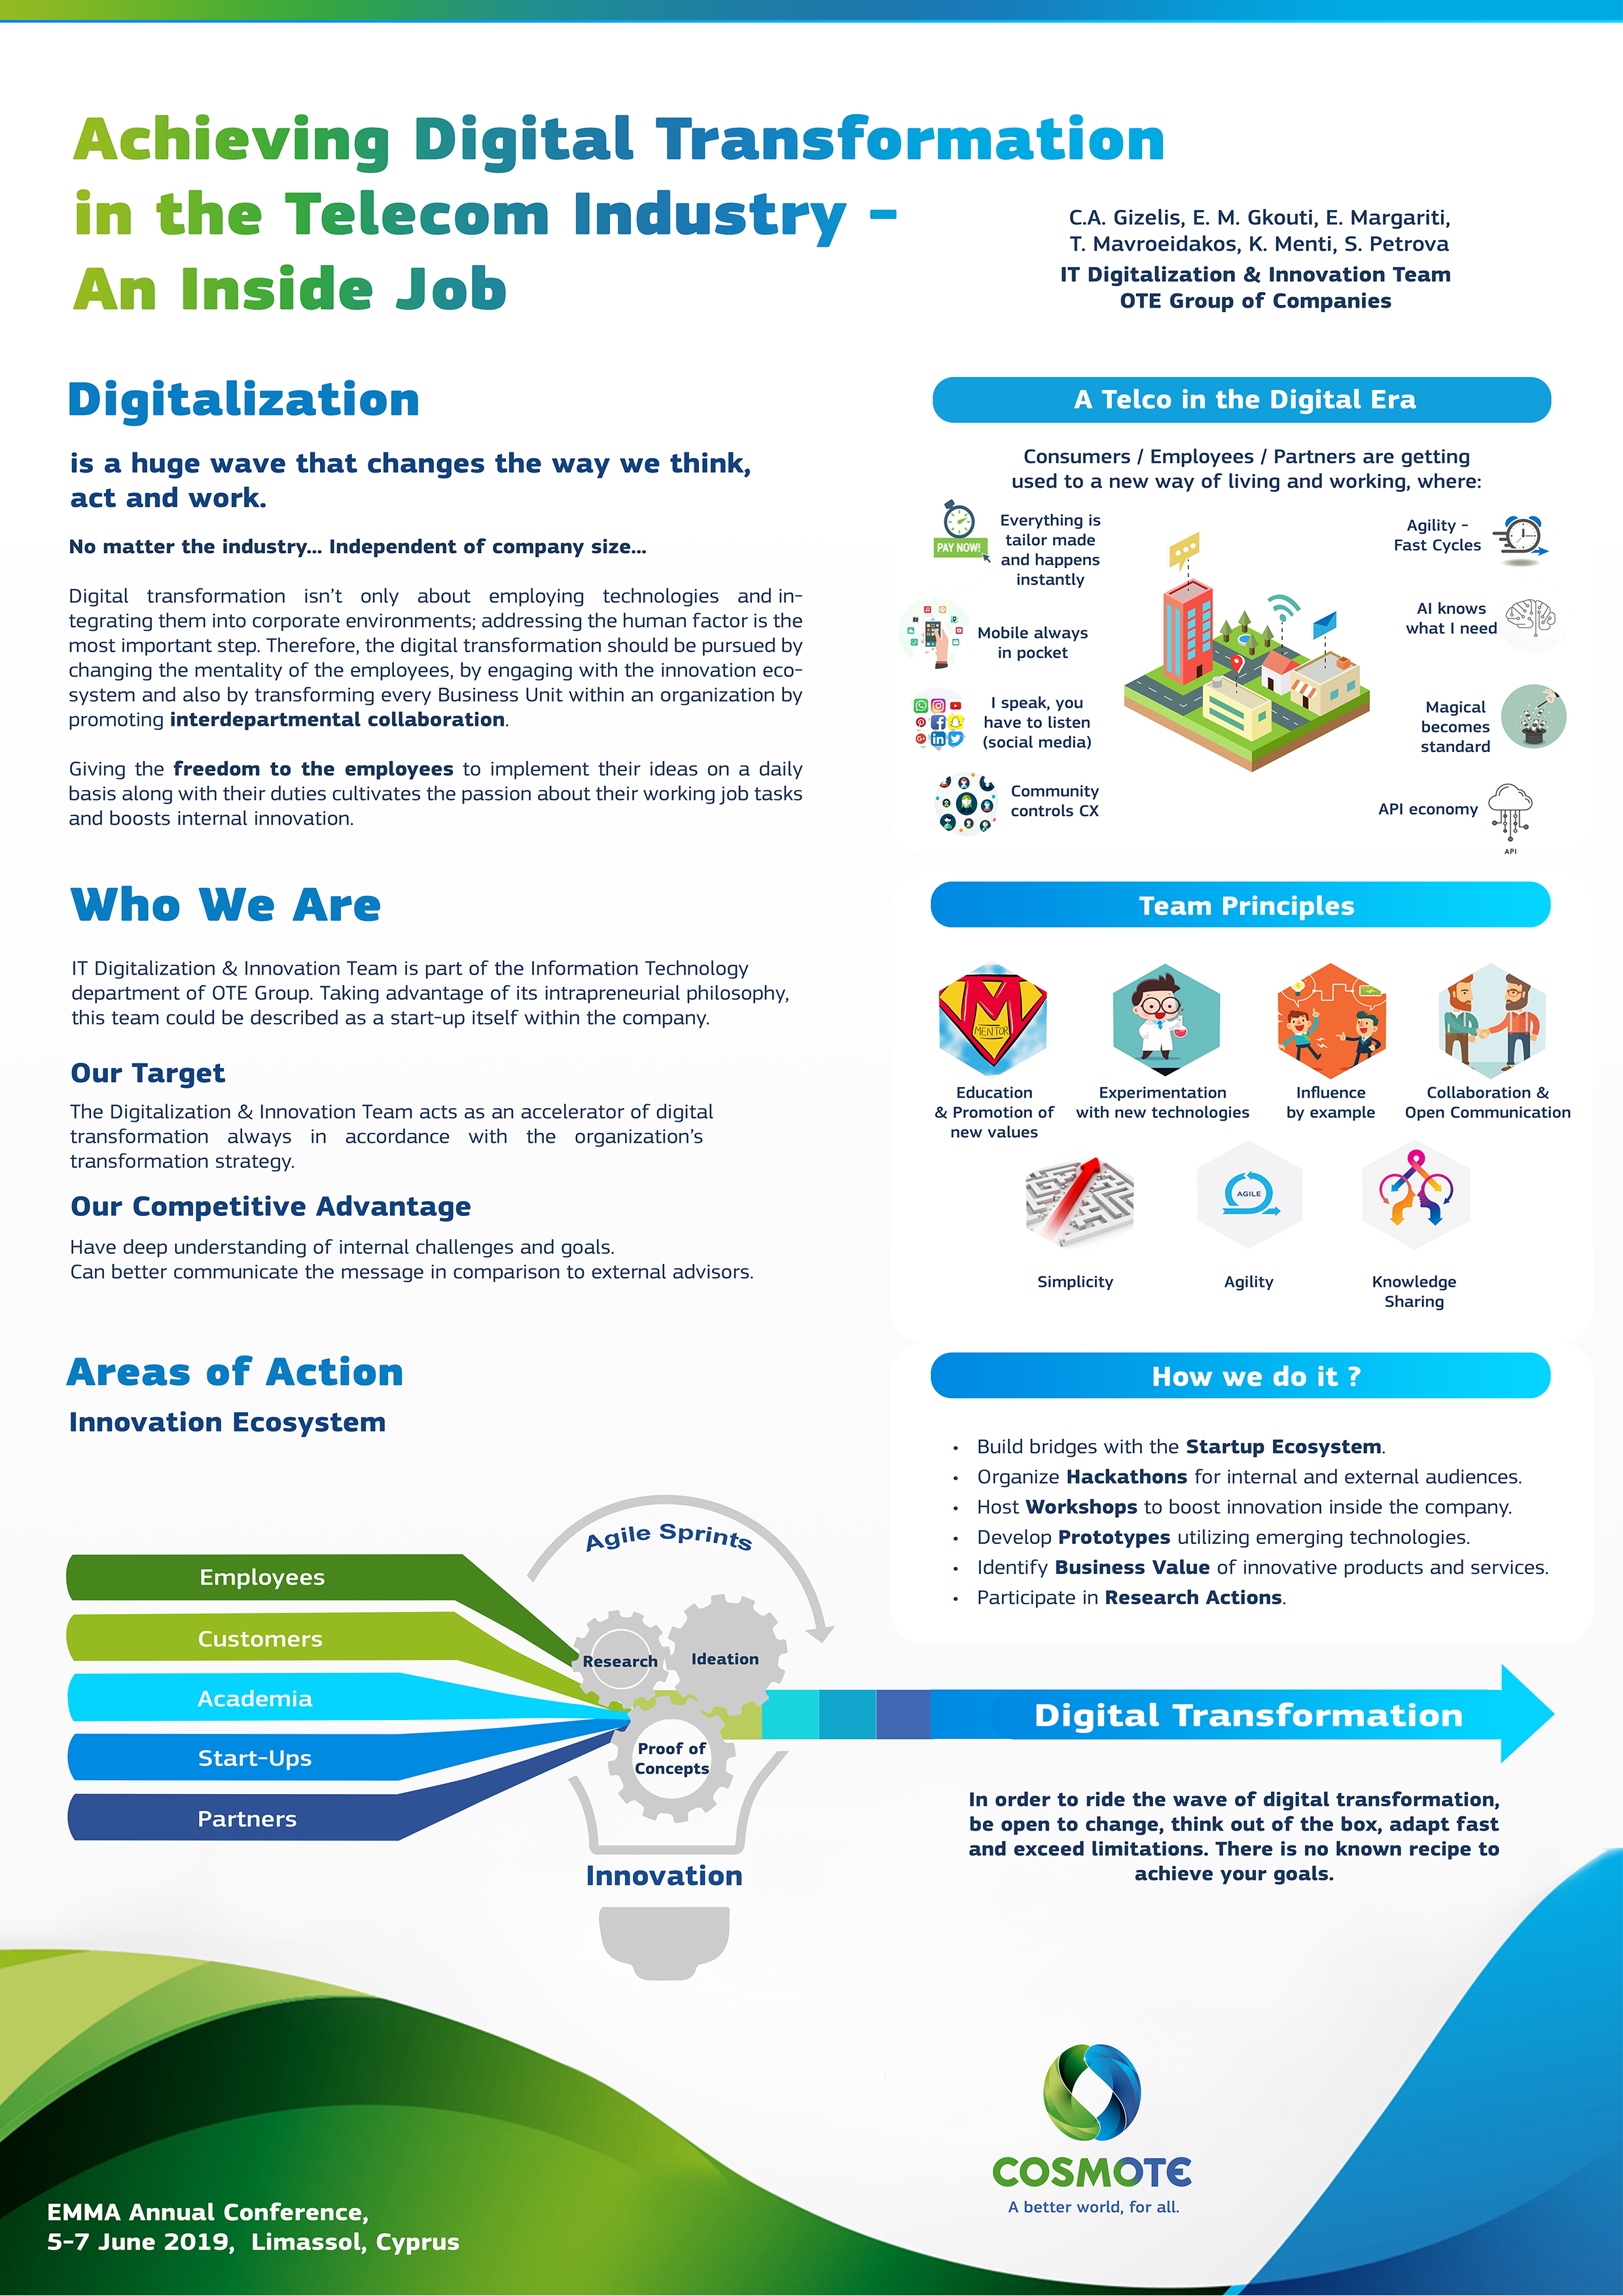 Achieving Digital Transformation
in the Telecom Industry -
An Inside Job
C.A. Gizelis, E. M. Gkouti, E. Margariti,
T. Mavroeidakos, K. Menti, S. Petrova
IT Digitalization & Innovation Team
OTE Group of Companies
Digitalization
is a huge wave that changes the way we think,
act and work.
No matter the industry... Independent of company size...
Digital transformation isn't only about employing technologies and in-
tegrating them into corporate environments; addressing the human factor is the
most important step. Therefore, the digital transformation should be pursued by
changing the mentality of the employees, by engaging with the innovation eco-
system and also by transforming every Business Unit within an organization by
promoting interdepartmental collaboration.
Giving the freedom to the employees to implement their ideas on a daily
basis along with their duties cultivates the passion about their working job tasks
and boosts internal innovation.
A Telco in the Digital Era
Consumers / Employees / Partners are getting
used to a new way of living and working, where:
PAY NOW!
Everything is
tailor made
and happens
instantly
Mobile always
in pocket
I speak, you
have to listen
(social media)
Community
controls CX
Agility -
Fast Cycles
AI knows
what I need
Magical
becomes
standard
API economy
API
Who We Are
IT Digitalization & Innovation Team is part of the Information Technology
department of OTE Group. Taking advantage of its intrapreneurial philosophy,
this team could be described as a start-up itself within the company.
Our Target
The Digitalization & Innovation Team acts as an accelerator of digital
transformation always in accordance with the organization's
transformation strategy.
Our Competitive Advantage
Have deep understanding of internal challenges and goals.
Can better communicate the message in comparison to external advisors.
Team Principles
M
MENTOR
Education
& Promotion of
new values
Experimentation
with new technologies
Influence
by example
Collaboration &
Open Communication
Simplicity
AGILE
Agility
Knowledge
Sharing
Areas of Action
Innovation Ecosystem
Employees
Customers
Academia
Start-Ups
Partners
Agile Sprints
Research
Ideation
Proof of
Concepts
Innovation
How we do it ?
• Build bridges with the Startup Ecosystem.
• Organize Hackathons for internal and external audiences.
• Host Workshops to boost innovation inside the company.
• Develop Prototypes utilizing emerging technologies.
• Identify Business Value of innovative products and services.
• Participate in Research Actions.
Digital Transformation
In order to ride the wave of digital transformation,
be open to change, think out of the box, adapt fast
and exceed limitations. There is no known recipe to
achieve your goals.
COSMOTE
A better world, for all.
EMMA Annual Conference,
5-7 June 2019, Limassol, Cyprus